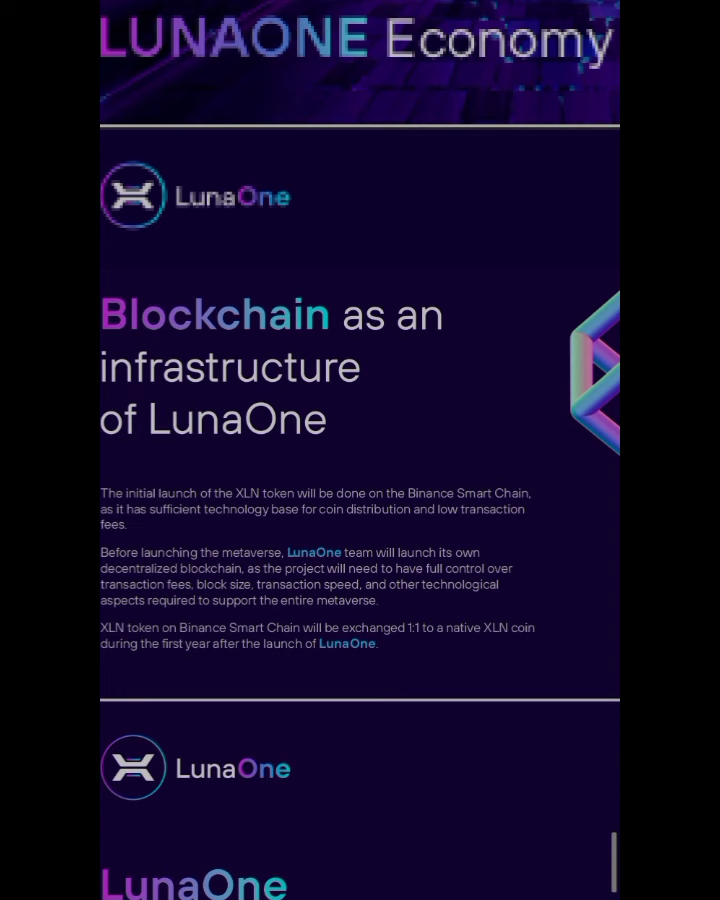 LUNAONE Economy
LunaOne
Blockchain as an
infrastructure
of LunaOne
The initial launch of the XLN token will be done on the Binance Smart Chain,
as it has sufficient technology base for coin distribution and low transaction
fees.
Before launching the metaverse, LunaOne team will launch its own
decentralized blockchain, as the project will need to have full control over
transaction fees, block size, transaction speed, and other technological
aspects required to support the entire metaverse.
XLN token on Binance Smart Chain will be exchanged 1:1 to a native XLN coin
during the first year after the launch of LunaOne.
LunaOne
LunaOne